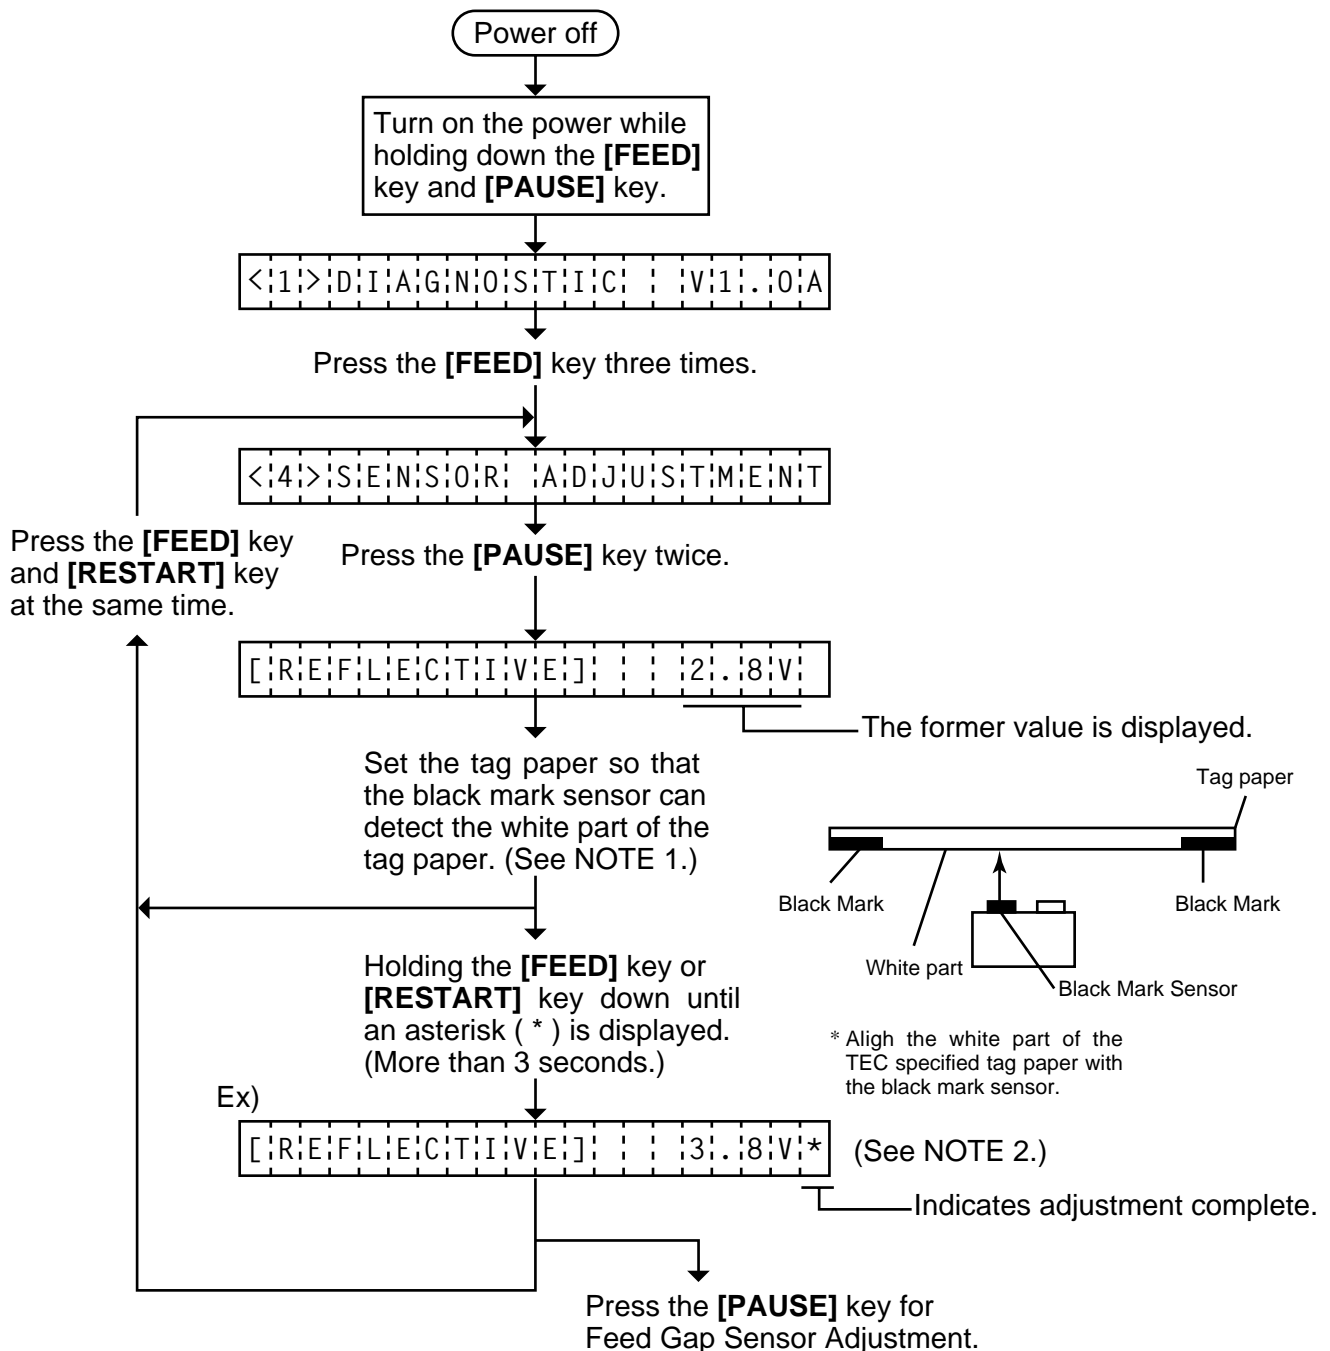 Power off
Turn on the power while
holding down the [FEED]
key and [PAUSE] key.
<1>DIAGNOSTIC  V1.0A
Press the [FEED] key three times.
<4>SENSOR ADJUSTMENT
Press the [FEED] key
and [RESTART] key
at the same time.
Press the [PAUSE] key twice.
[REFLECTIVE]   2.8V
The former value is displayed.
Set the tag paper so that
the black mark sensor can
detect the white part of the
tag paper. (See NOTE 1.)
Tag paper
Black Mark
Black Mark
White part
Black Mark Sensor
* Aligh the white part of the
TEC specified tag paper with
the black mark sensor.
Holding the [FEED] key or
[RESTART] key down until
an asterisk ( * ) is displayed.
(More than 3 seconds.)
Ex)
[REFLECTIVE]   3.8V*
(See NOTE 2.)
Indicates adjustment complete.
Press the [PAUSE] key for
Feed Gap Sensor Adjustment.